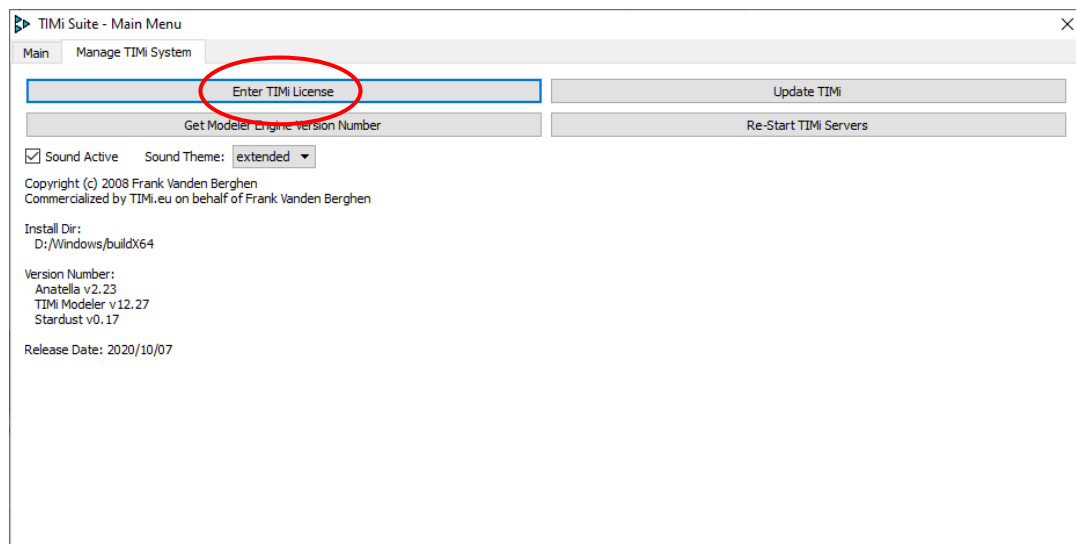 TIMi Suite - Main Menu
Main Manage TIMi System
Enter TIMi License Update TIMi
Get Modeler Engine Version Number Re-Start TIMi Servers
Sound Active Sound Theme: extended
Copyright (c) 2008 Frank Vanden Berghen
Commercialized by TIMi.eu on behalf of Frank Vanden Berghen
Install Dir:
D:/Windows/buildX64
Version Number:
Anatella v2.23
TIMi Modeler v12.27
Stardust v0.17
Release Date: 2020/10/07